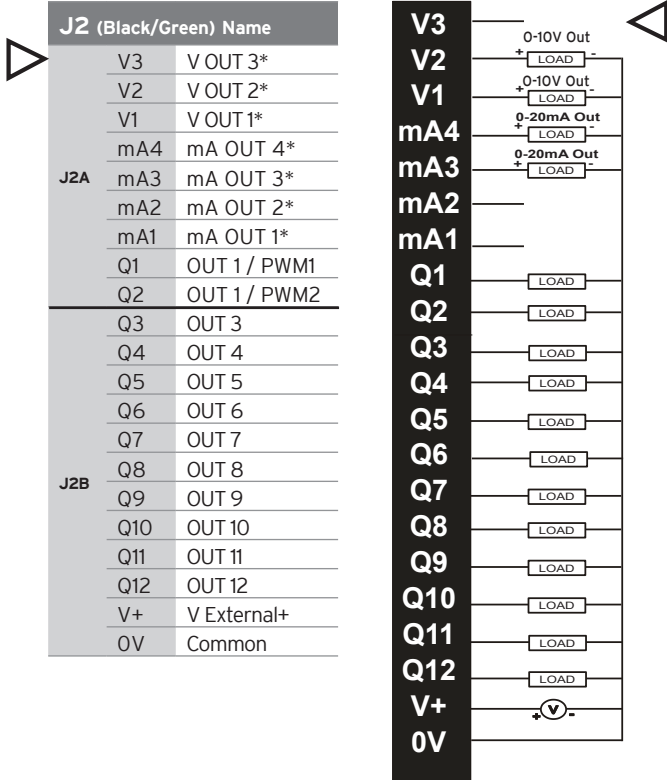 J2 (Black/Green) Name
V3 V OUT 3*
V2 V OUT 2*
V1 V OUT 1*
mA4 mA OUT 4*
J2A mA3 mA OUT 3*
mA2 mA OUT 2*
mA1 mA OUT 1*
Q1 OUT 1 / PWM1
Q2 OUT 1 / PWM2
Q3 OUT 3
Q4 OUT 4
Q5 OUT 5
Q6 OUT 6
Q7 OUT 7
J2B Q8 OUT 8
Q9 OUT 9
Q10 OUT 10
Q11 OUT 11
Q12 OUT 12
V+ V External+
0V Common
V3
0-10V Out
V2 + LOAD -
0-10V Out
V1 + LOAD -
0-20mA Out
mA4 + LOAD -
0-20mA Out
mA3 + LOAD -
mA2
mA1
Q1 LOAD
Q2 LOAD
Q3 LOAD
Q4 LOAD
Q5 LOAD
Q6 LOAD
Q7 LOAD
Q8 LOAD
Q9 LOAD
Q10 LOAD
Q11 LOAD
Q12 LOAD
V+ + V -
0V